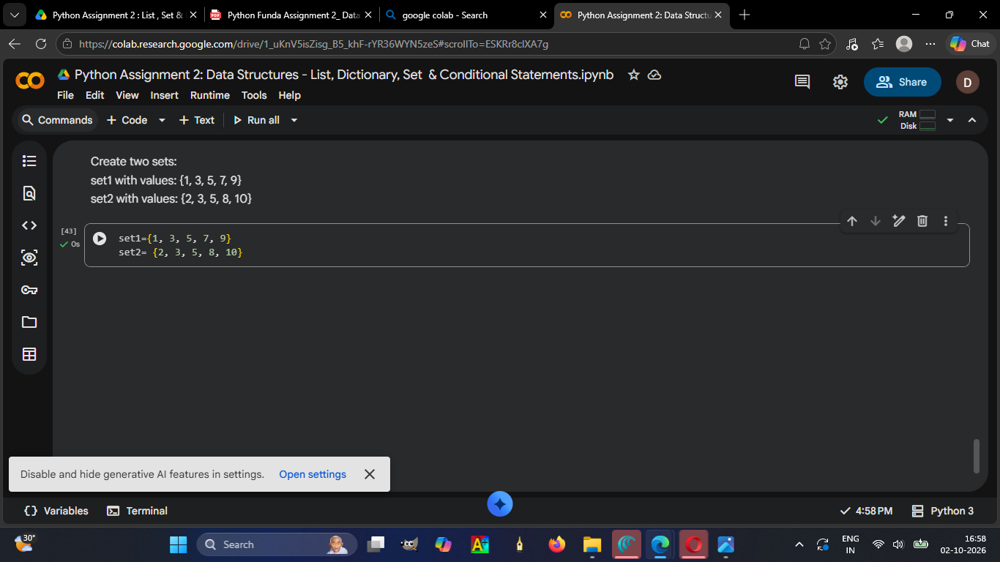 Python Assignment 2 : List , Set &
Python Funda Assignment 2_ Data
google colab - Search
Python Assignment 2: Data Structu
https://colab.research.google.com/drive/1_uKnV5isZisg_B5_khF-rYR36WYN5zeS#scrollTo=ESKRr8clXA7g
Chat
Python Assignment 2: Data Structures - List, Dictionary, Set & Conditional Statements.ipynb
File Edit View Insert Runtime Tools Help
Share
D
Commands + Code + Text Run all
RAM
Disk
Create two sets:
set1 with values: {1, 3, 5, 7, 9}
set2 with values: {2, 3, 5, 8, 10}
[43]
0s
set1={1, 3, 5, 7, 9}
set2= {2, 3, 5, 8, 10}
Disable and hide generative AI features in settings. Open settings
Variables Terminal
4:58 PM Python 3
30°
Search
ENG
IN
16:58
02-10-2026